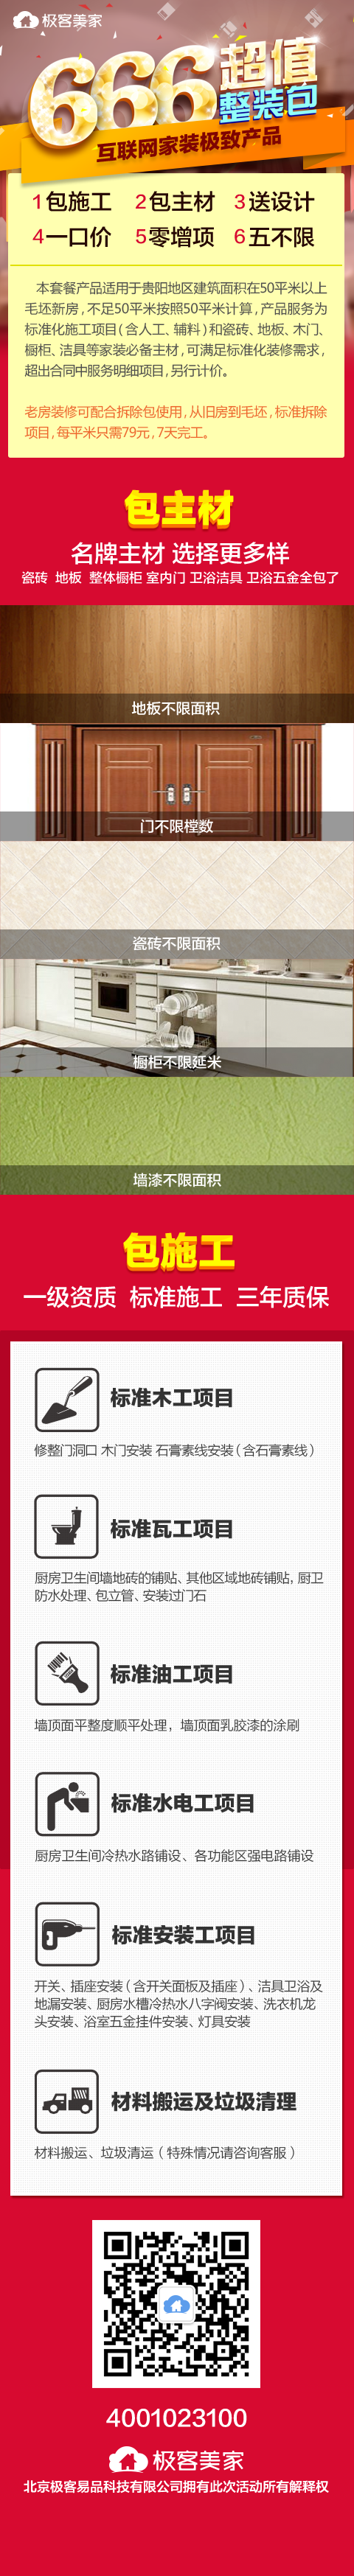 极客美家
666超值
整装包
互联网家装极致产品
1包施工 2包主材 3送设计
4一口价 5零增项 6五不限
本套餐产品适用于贵阳地区建筑面积在50平米以上
毛坯新房,不足50平米按照50平米计算,产品服务为
标准化施工项目(含人工、辅料)和瓷砖、地板、木门、
橱柜、洁具等家装必备主材,可满足标准化装修需求,
超出合同中服务明细项目,另行计价。
老房装修可配合拆除包使用,从旧房到毛坯,标准拆除
项目,每平米只需79元,7天完工。
包主材
名牌主材 选择更多样
瓷砖 地板 整体橱柜 室内门 卫浴洁具 卫浴五金全包了
地板不限面积
门不限樘数
瓷砖不限面积
橱柜不限延米
墙漆不限面积
包施工
一级资质 标准施工 三年质保
标准木工项目
修整门洞口 木门安装 石膏素线安装(含石膏素线)
标准瓦工项目
厨房卫生间墙地砖的铺贴、其他区域地砖铺贴,厨卫
防水处理、包立管、安装过门石
标准油工项目
墙顶面平整度顺平处理,墙顶面乳胶漆的涂刷
标准水电工项目
厨房卫生间冷热水路铺设、各功能区强电路铺设
标准安装工项目
开关、插座安装(含开关面板及插座)、洁具卫浴及
地漏安装、厨房水槽冷热水八字阀安装、洗衣机龙
头安装、浴室五金挂件安装、灯具安装
材料搬运及垃圾清理
材料搬运、垃圾清运(特殊情况请咨询客服)
4001023100
极客美家
北京极客易品科技有限公司拥有此次活动所有解释权